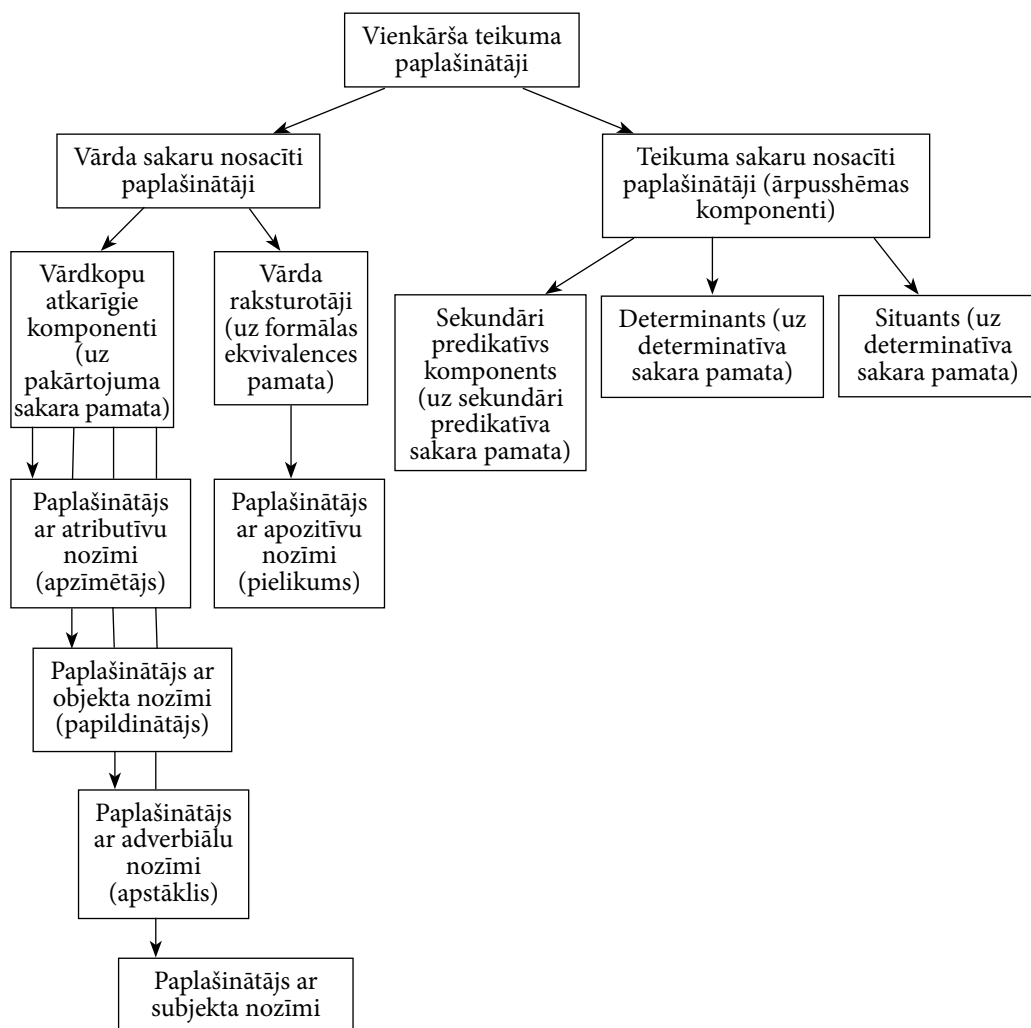 Vienkārša teikuma
paplašinātāji
Vārda sakaru nosacīti
paplašinātāji
Teikuma sakaru nosacīti
paplašinātāji (ārpusshēmas
komponenti)
Vārdkopu
atkarīgie
komponenti
(uz
pakārtojuma
sakara pamata)
Vārda
raksturotāji
(uz formālas
ekvivalences
pamata)
Sekundāri
predikatīvs
komponents
(uz sekundāri
predikatīva
sakara pamata)
Determinants (uz
determinatīva
sakara pamata)
Situants (uz
determinatīva
sakara pamata)
Paplašinātājs
ar atributīvu
nozīmi
(apzīmētājs)
Paplašinātājs
ar apozitīvu
nozīmi
(pielikums)
Paplašinātājs ar
objekta nozīmi
(papildinātājs)
Paplašinātājs
ar adverbiālu
nozīmi
(apstāklis)
Paplašinātājs ar
subjekta nozīmi